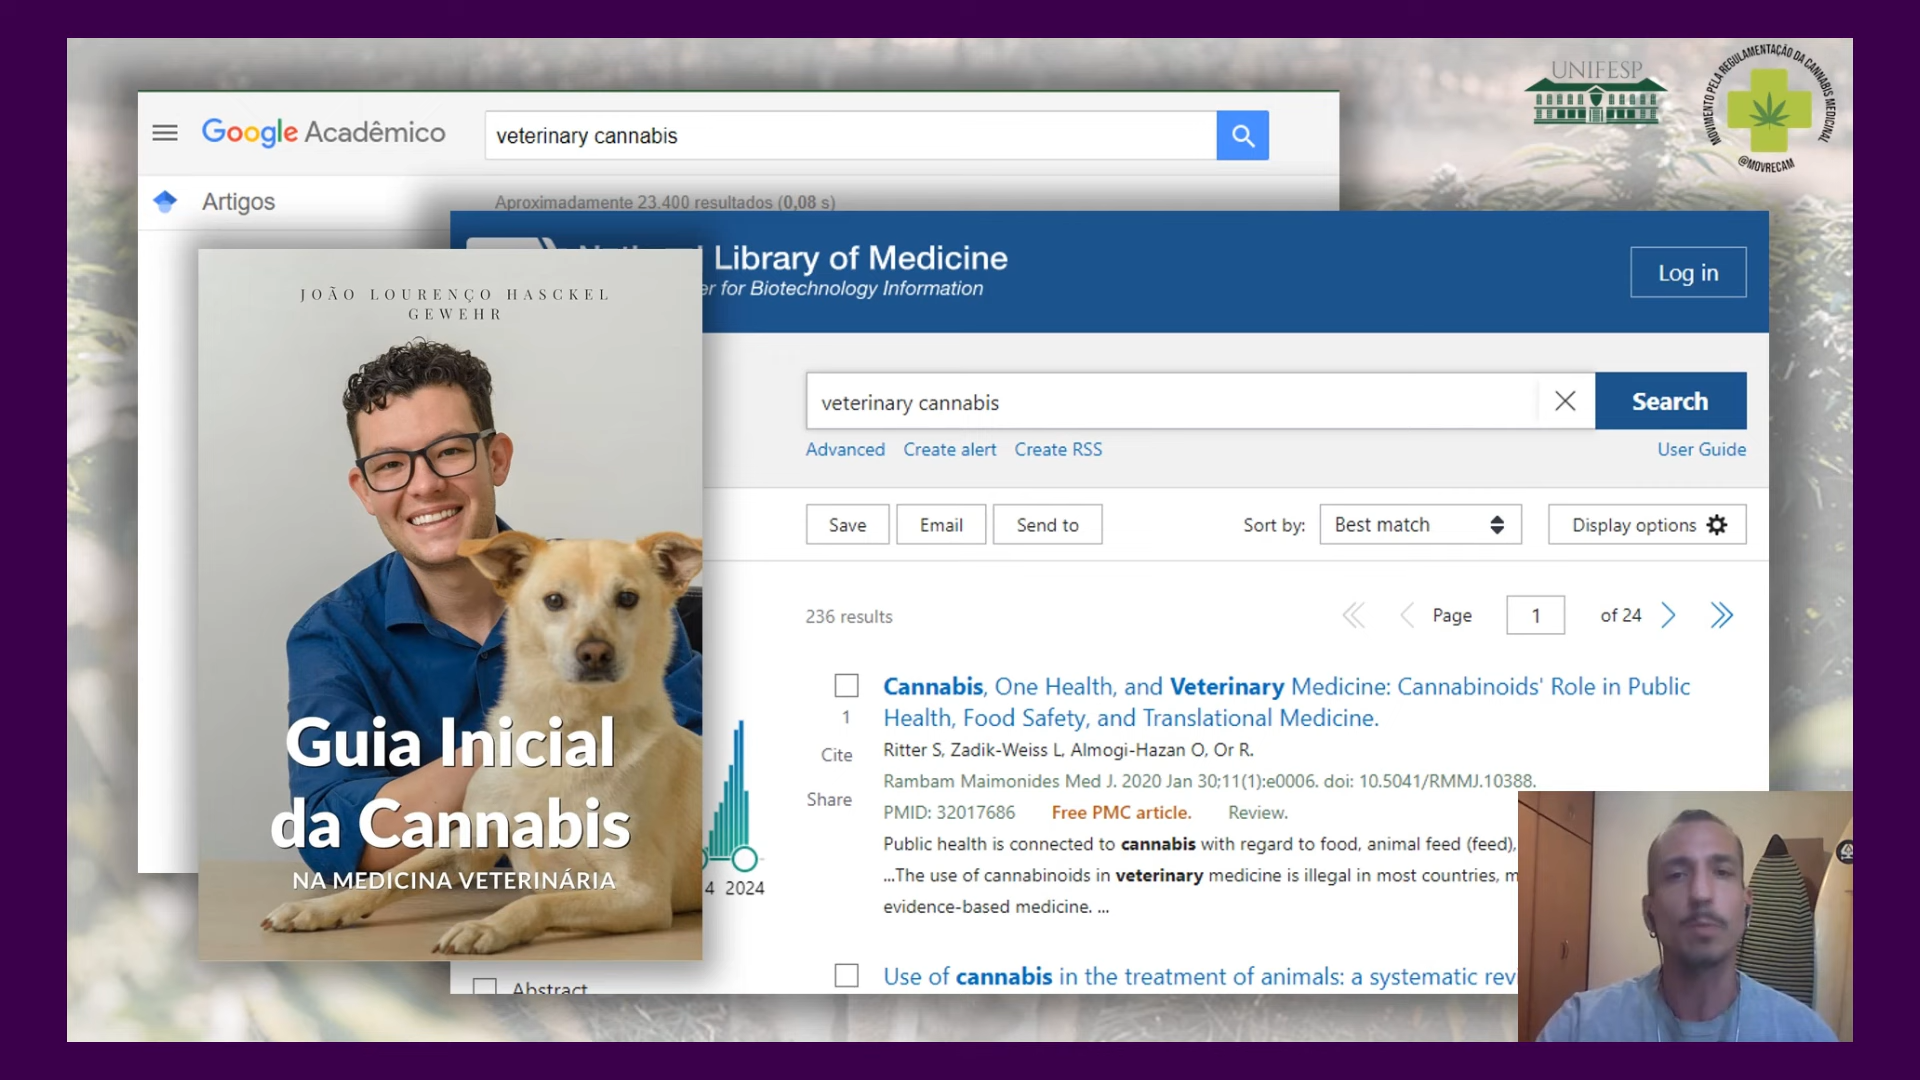 UNIFESP
MOVIMENTO PELA REGULAMENTAÇÃO DA CANNABIS MEDICINAL
@MOVRECAM
Google Acadêmico
veterinary cannabis
Artigos
Aproximadamente 23.400 resultados (0,08 s)
Library of Medicine
for Biotechnology Information
Log in
JOÃO LOURENÇO HASCKEL
GEWEHR
Guia Inicial
da Cannabis
NA MEDICINA VETERINÁRIA
veterinary cannabis
Search
Advanced Create alert Create RSS
User Guide
Save Email Send to
Sort by: Best match
Display options
236 results
Page 1 of 24
Cannabis, One Health, and Veterinary Medicine: Cannabinoids' Role in Public
Health, Food Safety, and Translational Medicine.
1
Cite
Share
Ritter S, Zadik-Weiss L, Almogi-Hazan O, Or R.
Rambam Maimonides Med J. 2020 Jan 30;11(1):e0006. doi: 10.5041/RMMJ.10388.
PMID: 32017686 Free PMC article. Review.
Public health is connected to cannabis with regard to food, animal feed (feed),
...The use of cannabinoids in veterinary medicine is illegal in most countries,
evidence-based medicine. ...
4 2024
Use of cannabis in the treatment of animals: a systematic
Abstract